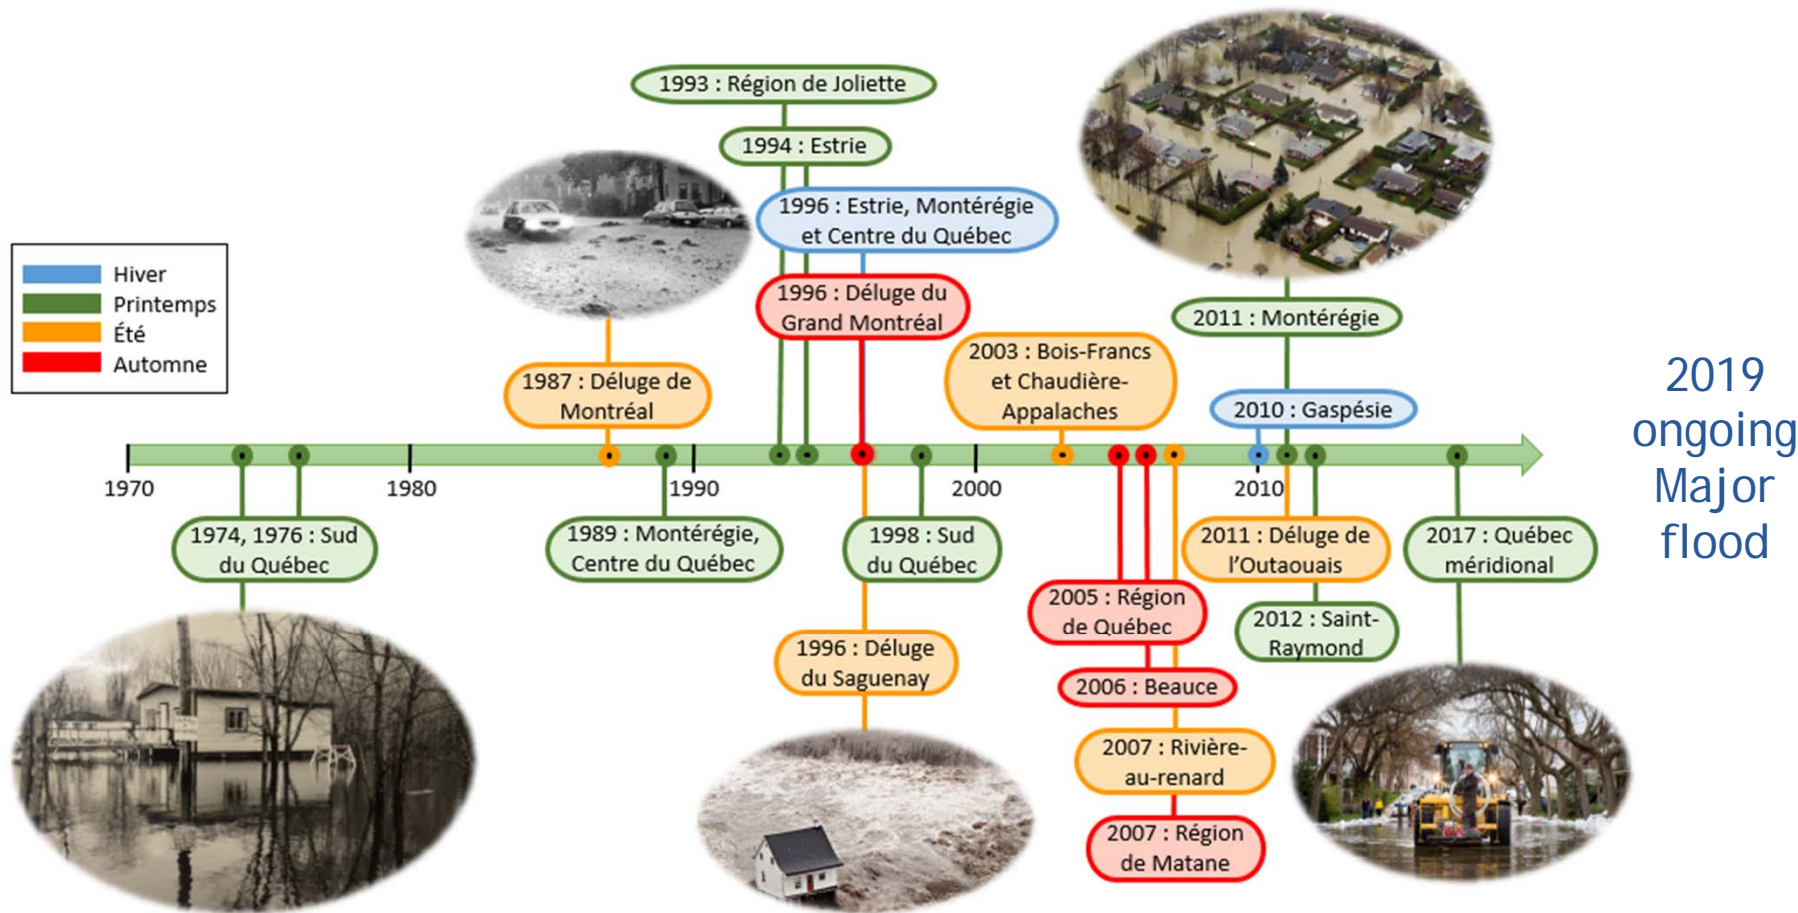 1993 : Région de Joliette
1994 : Estrie
1996 : Estrie, Montérégie
et Centre du Québec
Hiver
Printemps
Été
Automne
1996 : Déluge du
Grand Montréal
2011 : Montérégie
1987 : Déluge de
Montréal
2003 : Bois-Francs
et Chaudière-
Appalaches
2010 : Gaspésie
2019
ongoing
Major
flood
1970
1980
1990
2000
2010
1974, 1976 : Sud
du Québec
1989 : Montérégie,
Centre du Québec
1998 : Sud
du Québec
2011 : Déluge de
l'Outaouais
2017 : Québec
méridional
2005 : Région
de Québec
2012 : Saint-
Raymond
1996 : Déluge
du Saguenay
2006 : Beauce
2007 : Rivière-
au-renard
2007 : Région
de Matane